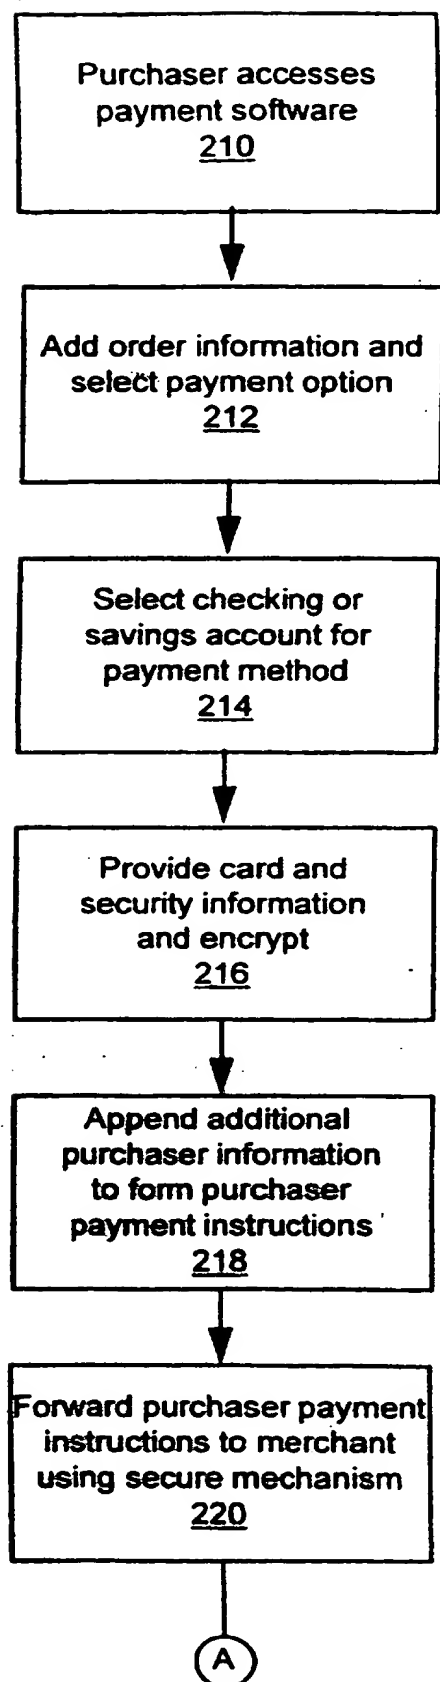 Purchaser accesses
payment software
210
Add order information and
select payment option
212
Select checking or
savings account for
payment method
214
Provide card and
security information
and encrypt
216
Append additional
purchaser information
to form purchaser
payment instructions
218
Forward purchaser payment
instructions to merchant
using secure mechanism
220
A